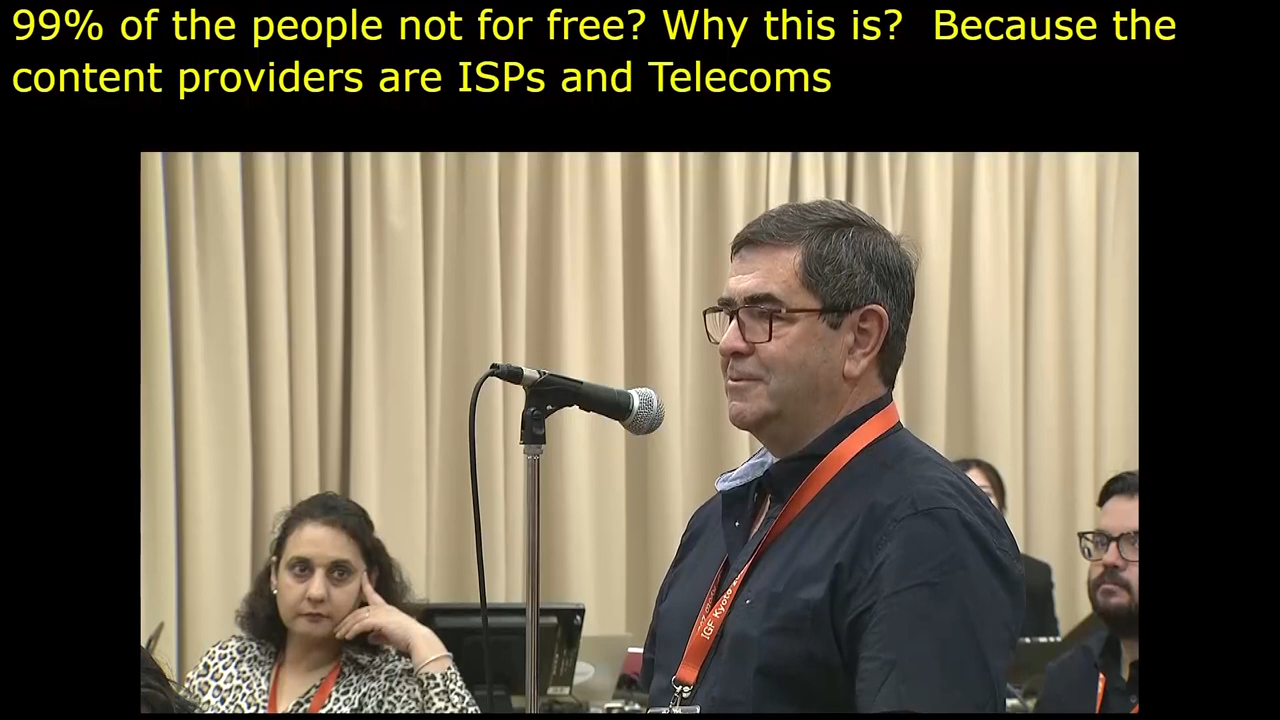 99% of the people not for free? Why this is?  Because the
content providers are ISPs and Telecoms
IGF Kyoto